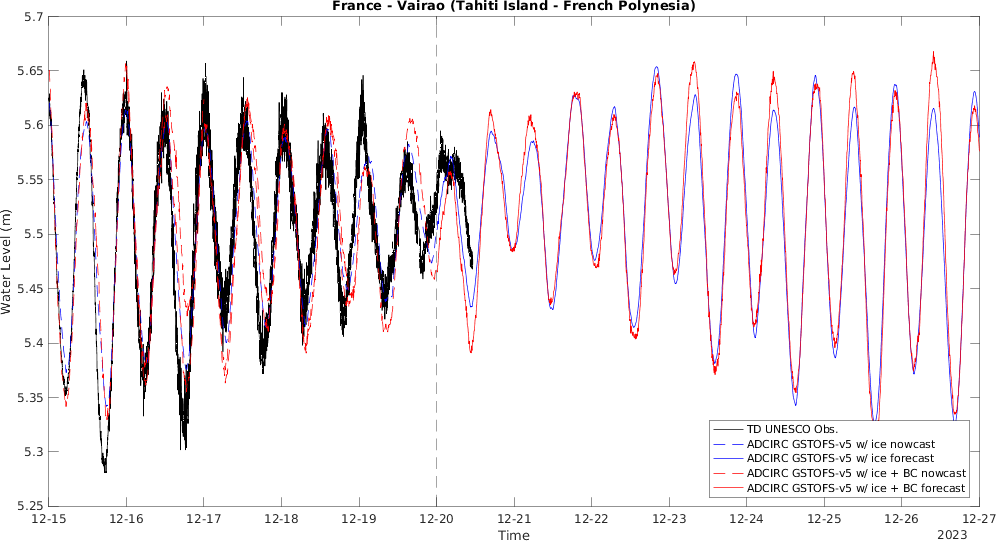 France - Vairao (Tahiti Island - French Polynesia)
5.7
5.65
5.6
5.55
5.5
5.45
5.4
5.35
5.3
5.25
Water Level (m)
TD UNESCO Obs.
ADCIRC GSTOFS-v5 w/ ice nowcast
ADCIRC GSTOFS-v5 w/ ice forecast
ADCIRC GSTOFS-v5 w/ ice + BC nowcast
ADCIRC GSTOFS-v5 w/ ice + BC forecast
12-15 12-16 12-17 12-18 12-19 12-20 12-21 12-22 12-23 12-24 12-25 12-26 12-27
Time
2023